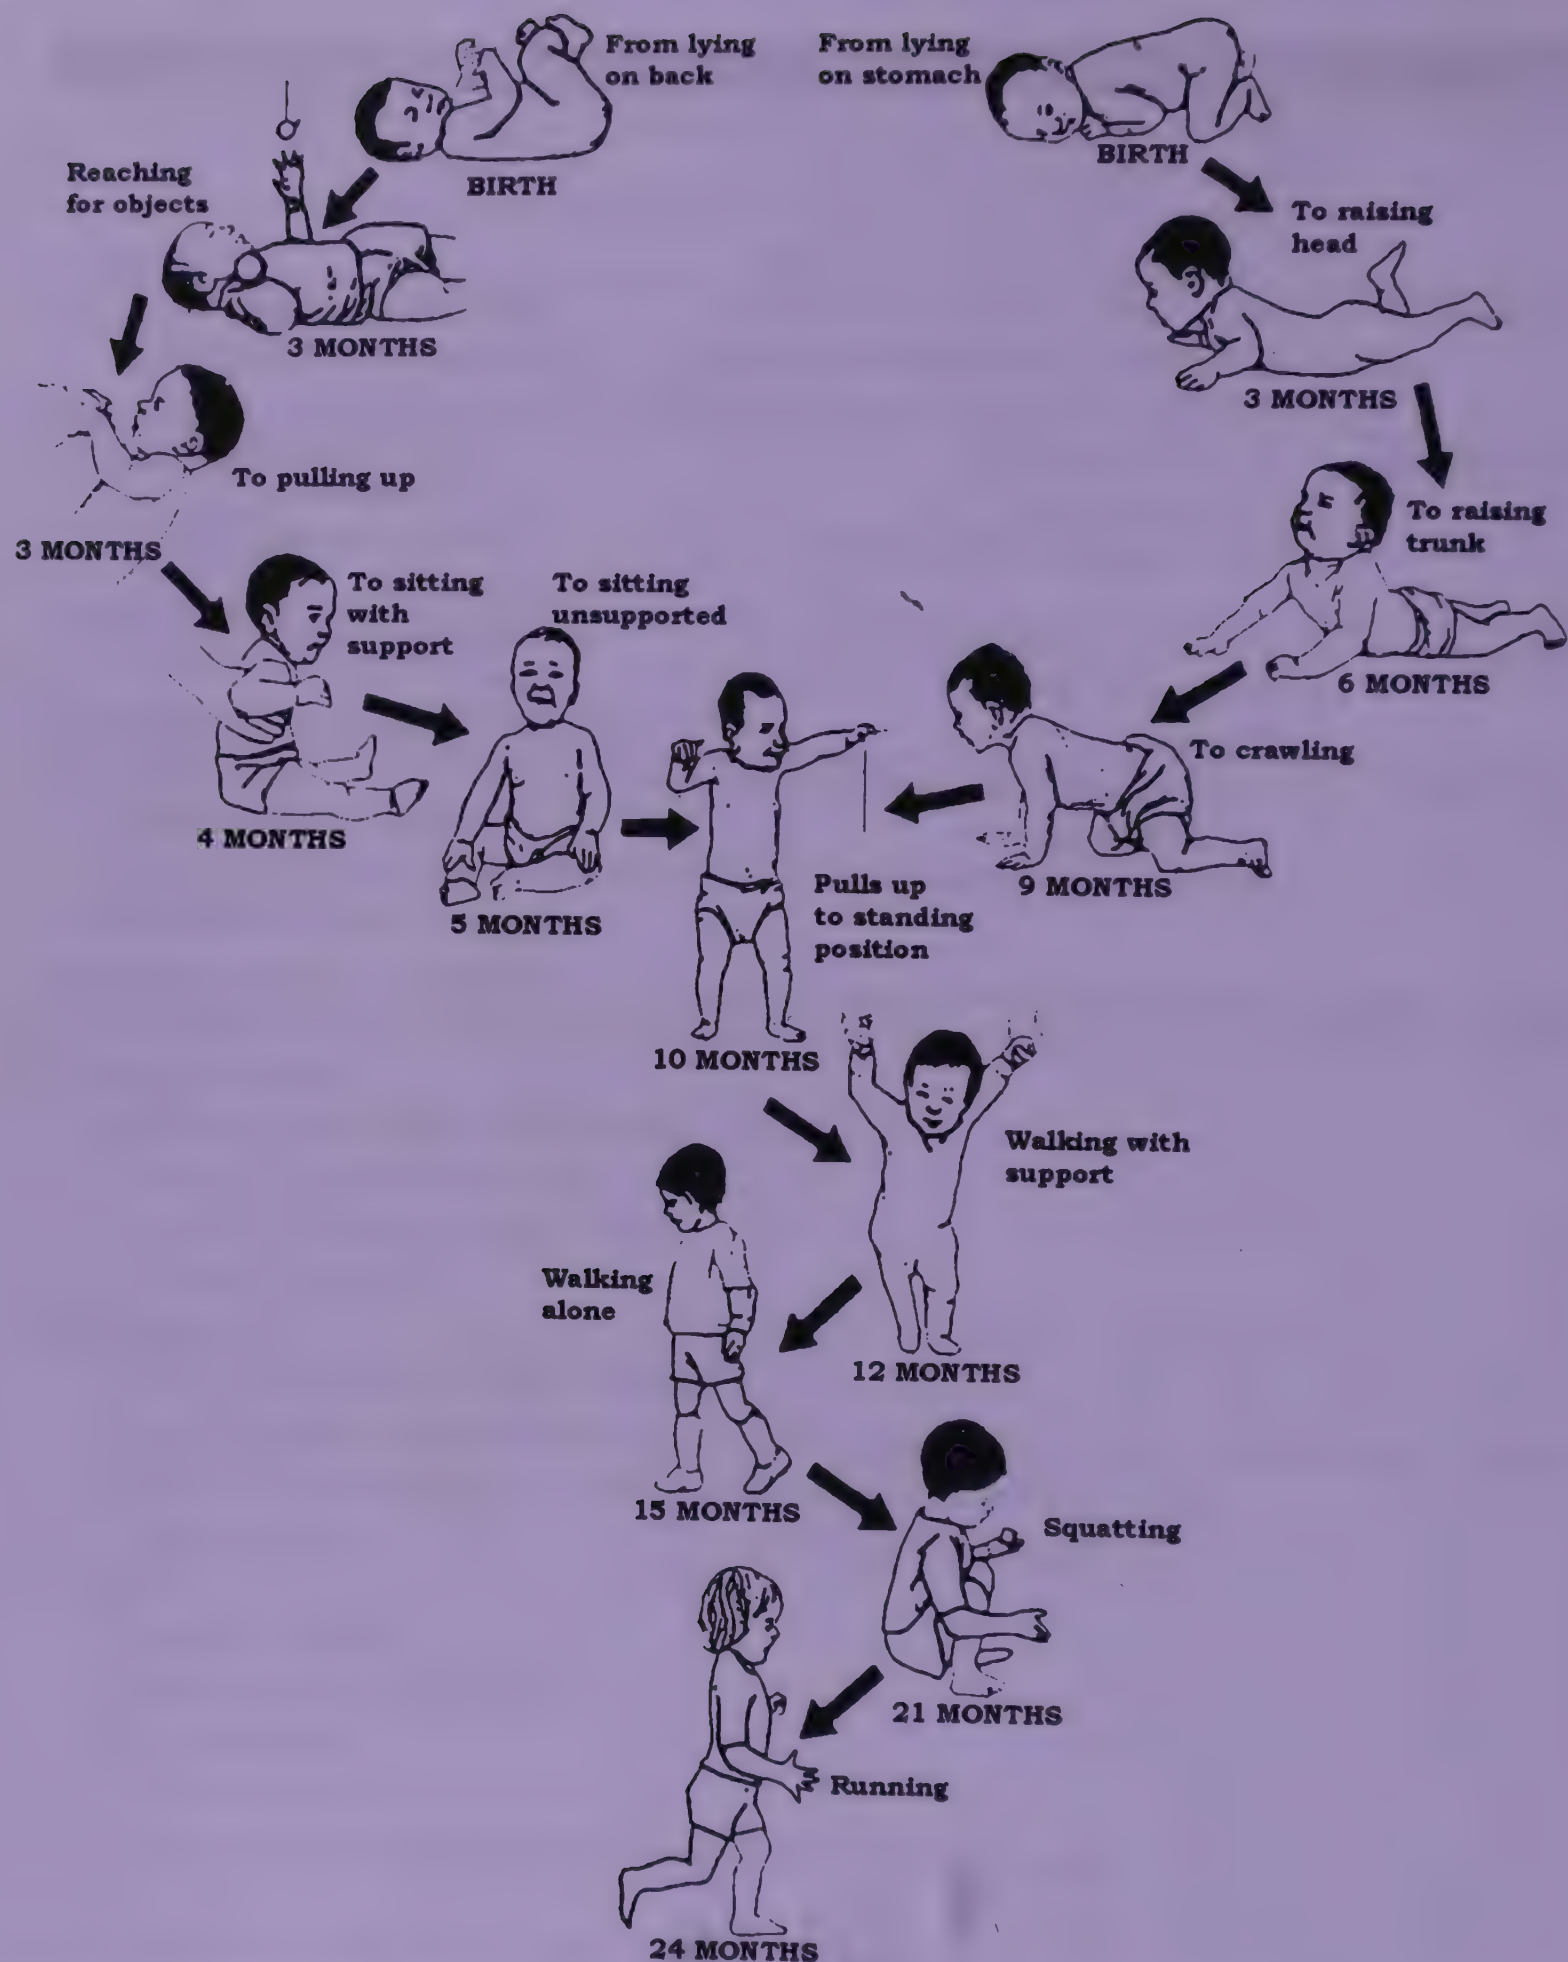 From lying
on back
BIRTH
Reaching
for objects
3 MONTHS
To pulling up
3 MONTHS
To sitting
with
support
4 MONTHS
To sitting
unsupported
5 MONTHS
From lying
on stomach
BIRTH
To raising
head
3 MONTHS
To raising
trunk
6 MONTHS
To crawling
9 MONTHS
Pulls up
to standing
position
10 MONTHS
Walking with
support
12 MONTHS
Walking
alone
15 MONTHS
Squatting
21 MONTHS
Running
24 MONTHS